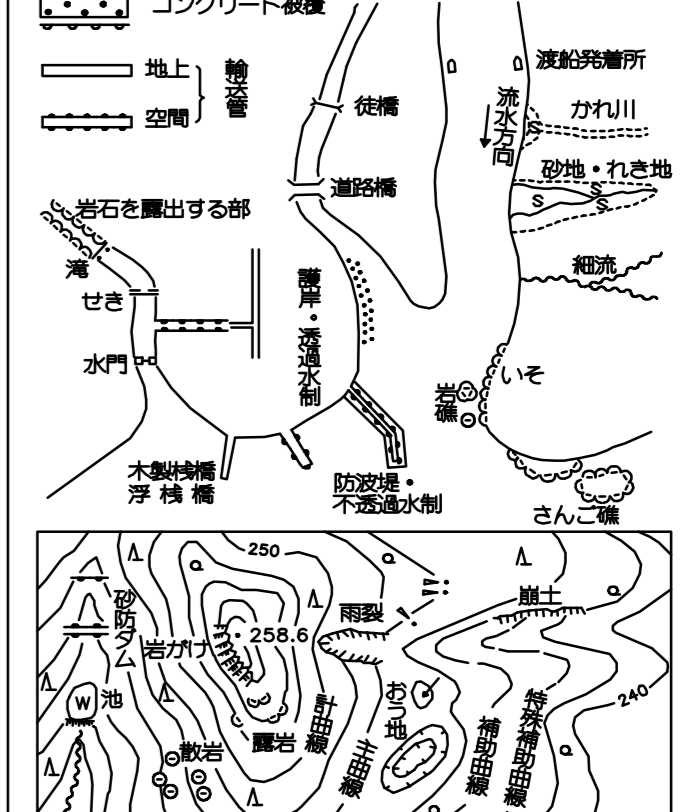 コンクリート被覆
地上
空間
輸送管
徒橋
道路橋
渡船発着所
流水方向
かれ川
砂地・れき地
S
S
S
S
細流
岩石を露出する部
滝
せき
水門
護岸・透過水制
いそ
岩礁
木製桟橋
浮桟橋
防波堤・
不透過水制
さんご礁
250
258.6
240
砂防ダム
岩がけ
雨裂
崩土
W
池
おう地
計曲線
主曲線
補助曲線
特殊補助曲線
露岩
散岩